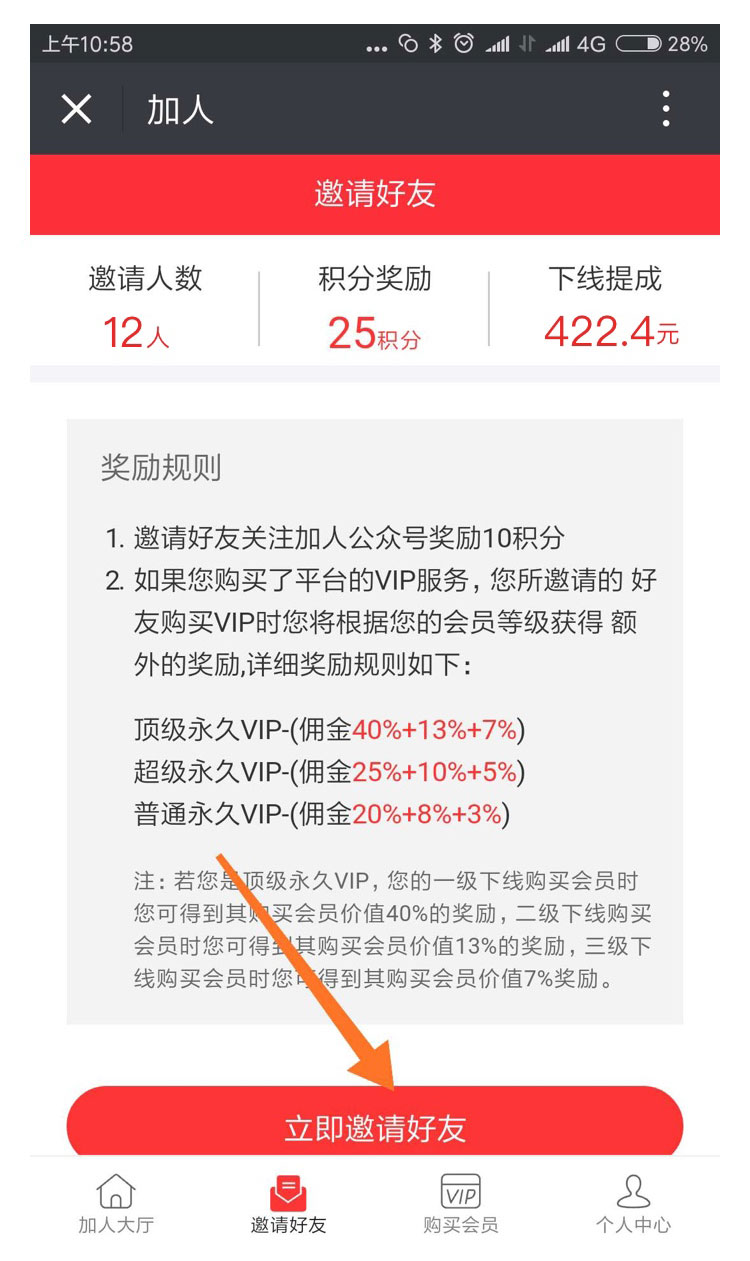 上午10:58
4G
28%
加人
邀请好友
邀请人数 积分奖励 下线提成
12人 25积分 422.4元
奖励规则
1. 邀请好友关注加人公众号奖励10积分
2. 如果您购买了平台的VIP服务，您所邀请的 好
友购买VIP时您将根据您的会员等级获得 额
外的奖励,详细奖励规则如下：
顶级永久VIP-(佣金40%+13%+7%)
超级永久VIP-(佣金25%+10%+5%)
普通永久VIP-(佣金20%+8%+3%)
注：若您是顶级永久VIP，您的一级下线购买会员时
您可得到其购买会员价值40%的奖励，二级下线购买
会员时您可得到其购买会员价值13%的奖励，三级下
线购买会员时您可得到其购买会员价值7%奖励。
立即邀请好友
VIP
加人大厅 邀请好友 购买会员 个人中心